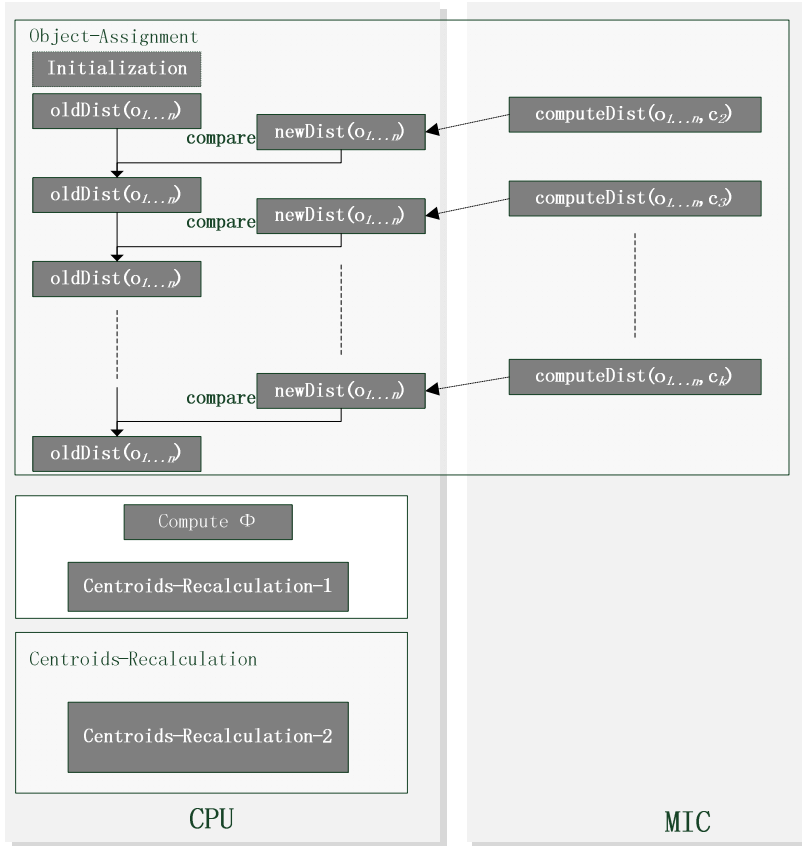 Object-Assignment
Initialization
oldDist(o1...n)
compare newDist(o1...n) computeDist(o1...n,c2)
oldDist(o1...n)
compare newDist(o1...n) computeDist(o1...n,c3)
oldDist(o1...n)
compare newDist(o1...n) computeDist(o1...n,ck)
oldDist(o1...n)
Compute Φ
Centroids-Recalculation-1
Centroids-Recalculation
Centroids-Recalculation-2
CPU
MIC